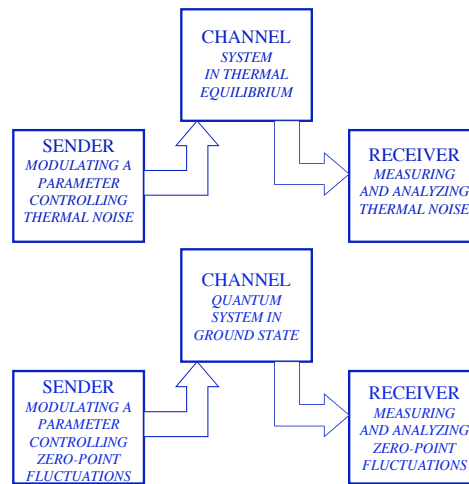 CHANNEL
SYSTEM
IN THERMAL
EQUILIBRIUM
SENDER
MODULATING A
PARAMETER
CONTROLLING
THERMAL NOISE
RECEIVER
MEASURING
AND ANALYZING
THERMAL NOISE
CHANNEL
QUANTUM
SYSTEM IN
GROUND STATE
SENDER
MODULATING A
PARAMETER
CONTROLLING
ZERO-POINT
FLUCTUATIONS
RECEIVER
MEASURING
AND ANALYZING
ZERO-POINT
FLUCTUATIONS